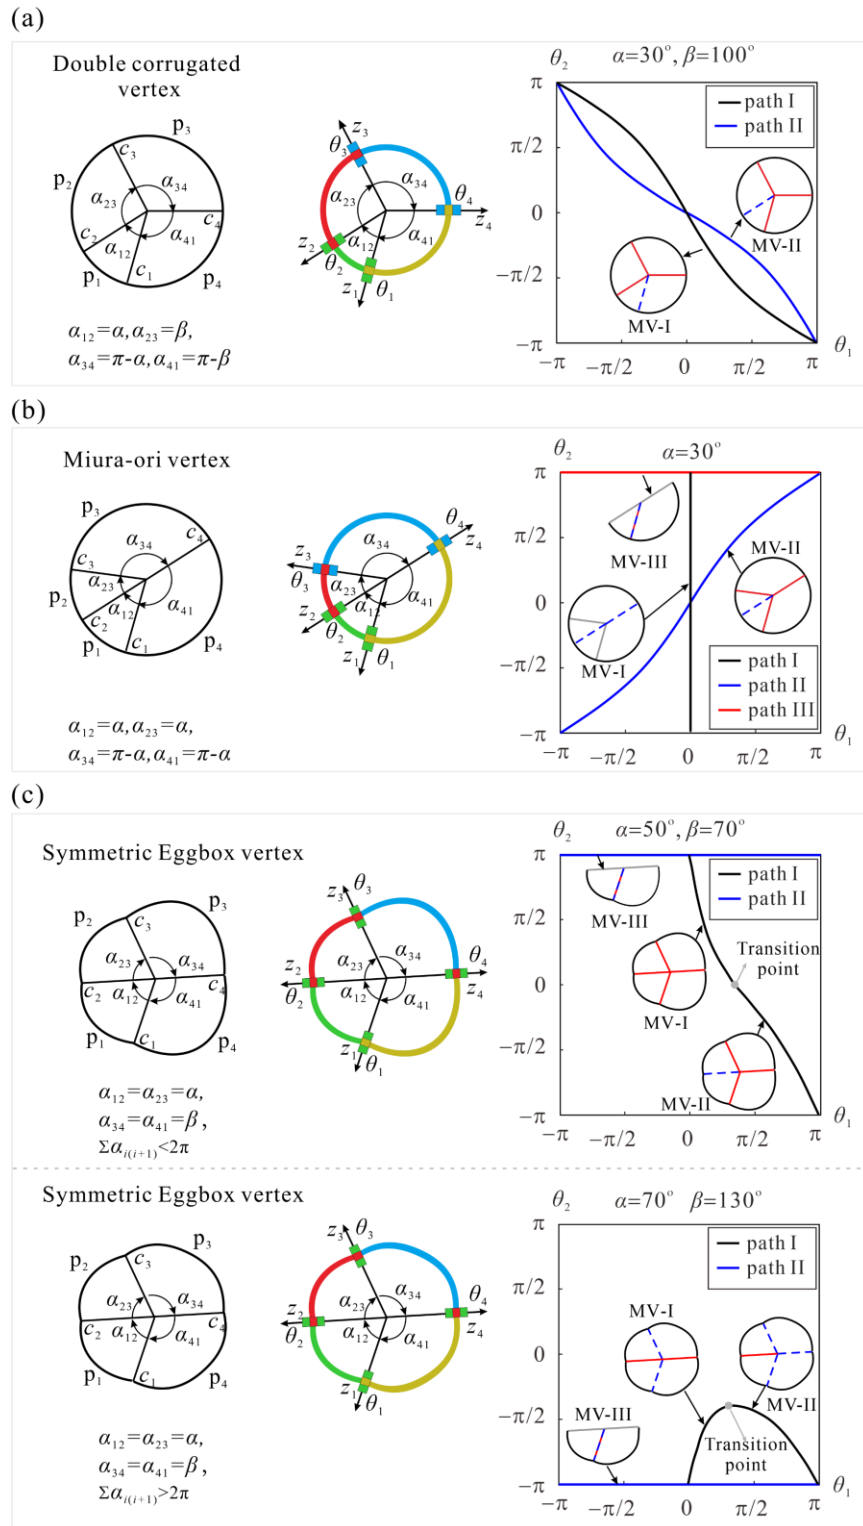 (a)
Double corrugated
vertex
p₃
c₃
p₂
α₂₃
α₃₄
c₂
c₄
α₁₂
α₄₁
p₁
c₁
p₄
α₁₂=α,α₂₃=β,
α₃₄=π-α,α₄₁=π-β
z₃
θ₃
α₃₄
α₂₃
θ₄
z₄
α₁₂
α₄₁
z₂
θ₂
z₁
θ₁
θ₂
α=30°, β=100°
π
path I
path II
π/2
0
MV-II
MV-I
−π/2
−π
θ₁
−π
−π/2
0
π/2
π
(b)
Miura-ori vertex
p₃
c₄
α₃₄
c₃
α₂₃
p₂
α₁₂
α₄₁
c₂
p₁
c₁
p₄
α₁₂=α,α₂₃=α,
α₃₄=π-α,α₄₁=π-α
θ₄
z₃
α₃₄
z₄
θ₃
α₂₃
α₁₂
α₄₁
z₂
θ₂
z₁
θ₁
θ₂
α=30°
π
π/2
MV-III
MV-II
0
MV-I
−π/2
path I
path II
path III
−π
θ₁
−π
−π/2
0
π/2
π
(c)
Symmetric Eggbox vertex
p₂
p₃
c₃
α₂₃
α₃₄
c₂
c₄
α₁₂
α₄₁
c₁
p₁
p₄
α₁₂=α₂₃=α,
α₃₄=α₄₁=β,
Σαᵢ₍ᵢ₊₁₎<2π
z₃
θ₃
α₂₃
α₃₄
θ₄
z₂
θ₂
z₄
α₁₂
α₄₁
z₁
θ₁
θ₂
α=50°, β=70°
π
path I
path II
MV-III
π/2
Transition
point
0
MV-I
−π/2
MV-II
−π
θ₁
−π
−π/2
0
π/2
π
Symmetric Eggbox vertex
p₃
p₂
c₃
α₂₃
α₃₄
c₂
c₄
α₁₂
α₄₁
p₁
c₁
p₄
α₁₂=α₂₃=α,
α₃₄=α₄₁=β,
Σαᵢ₍ᵢ₊₁₎>2π
z₃
θ₃
α₂₃
α₃₄
θ₄
z₂
θ₂
z₄
α₁₂
α₄₁
z₁
θ₁
θ₂
α=70° β=130°
π
path I
path II
π/2
MV-I
0
MV-II
−π/2
MV-III
Transition
point
−π
θ₁
−π
−π/2
0
π/2
π